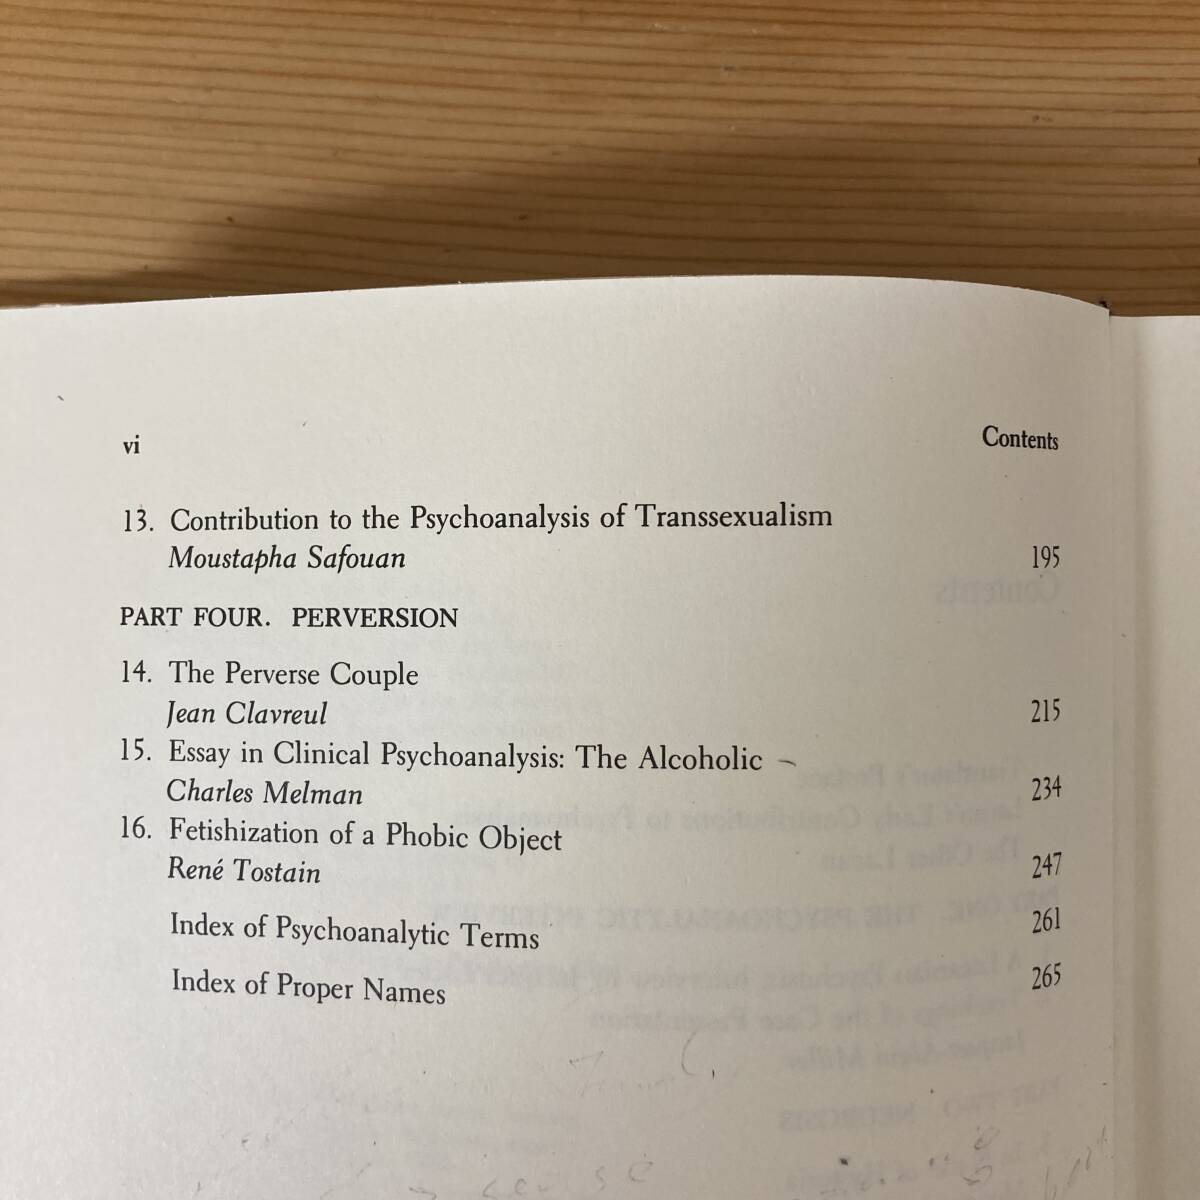 vi Contents
13. Contribution to the Psychoanalysis of Transsexualism
Moustapha Safouan 195
PART FOUR. PERVERSION
14. The Perverse Couple
Jean Clavreul 215
15. Essay in Clinical Psychoanalysis: The Alcoholic
Charles Melman 234
16. Fetishization of a Phobic Object
René Tostain 247
Index of Psychoanalytic Terms 261
Index of Proper Names 265